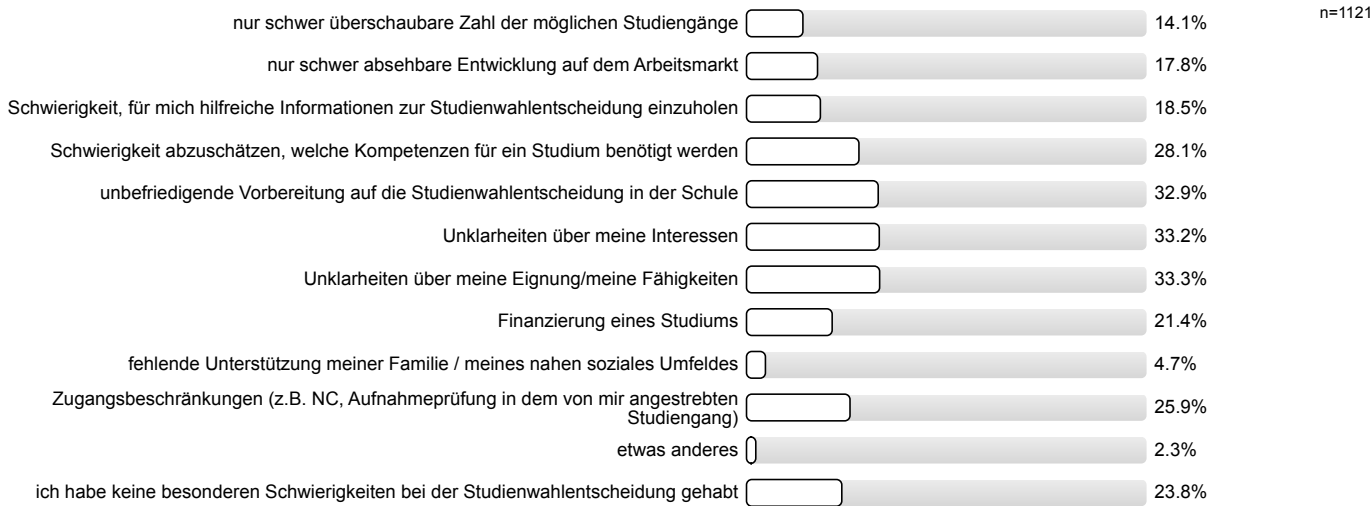 n=1121
nur schwer überschaubare Zahl der möglichen Studiengänge 14.1%
nur schwer absehbare Entwicklung auf dem Arbeitsmarkt 17.8%
Schwierigkeit, für mich hilfreiche Informationen zur Studienwahlentscheidung einzuholen 18.5%
Schwierigkeit abzuschätzen, welche Kompetenzen für ein Studium benötigt werden 28.1%
unbefriedigende Vorbereitung auf die Studienwahlentscheidung in der Schule 32.9%
Unklarheiten über meine Interessen 33.2%
Unklarheiten über meine Eignung/meine Fähigkeiten 33.3%
Finanzierung eines Studiums 21.4%
fehlende Unterstützung meiner Familie / meines nahen soziales Umfeldes 4.7%
Zugangsbeschränkungen (z.B. NC, Aufnahmeprüfung in dem von mir angestrebten
Studiengang) 25.9%
etwas anderes 2.3%
ich habe keine besonderen Schwierigkeiten bei der Studienwahlentscheidung gehabt 23.8%